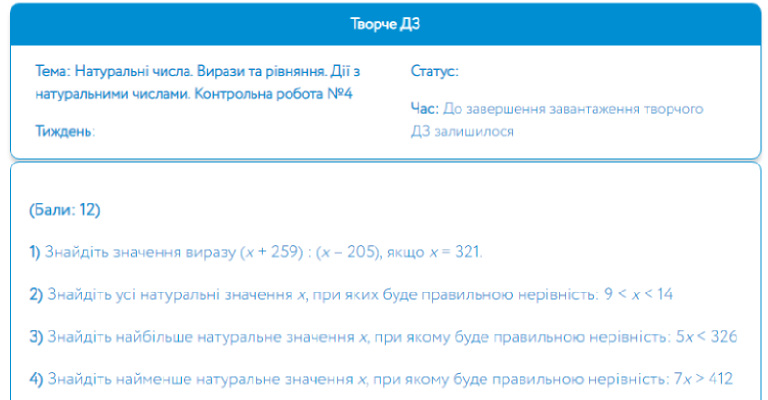 Творче ДЗ
Тема: Натуральні числа. Вирази та рівняння. Дії з
натуральними числами. Контрольна робота №4
Тиждень:
Статус:
Час: До завершення завантаження творчого
ДЗ залишилося
(Бали: 12)
1) Знайдіть значення виразу (x + 259) : (x – 205), якщо x = 321.
2) Знайдіть усі натуральні значення x, при яких буде правильною нерівність: 9 < x < 14
3) Знайдіть найбільше натуральне значення x, при якому буде правильною нерівність: 5x < 326
4) Знайдіть найменше натуральне значення x, при якому буде правильною нерівність: 7x > 412